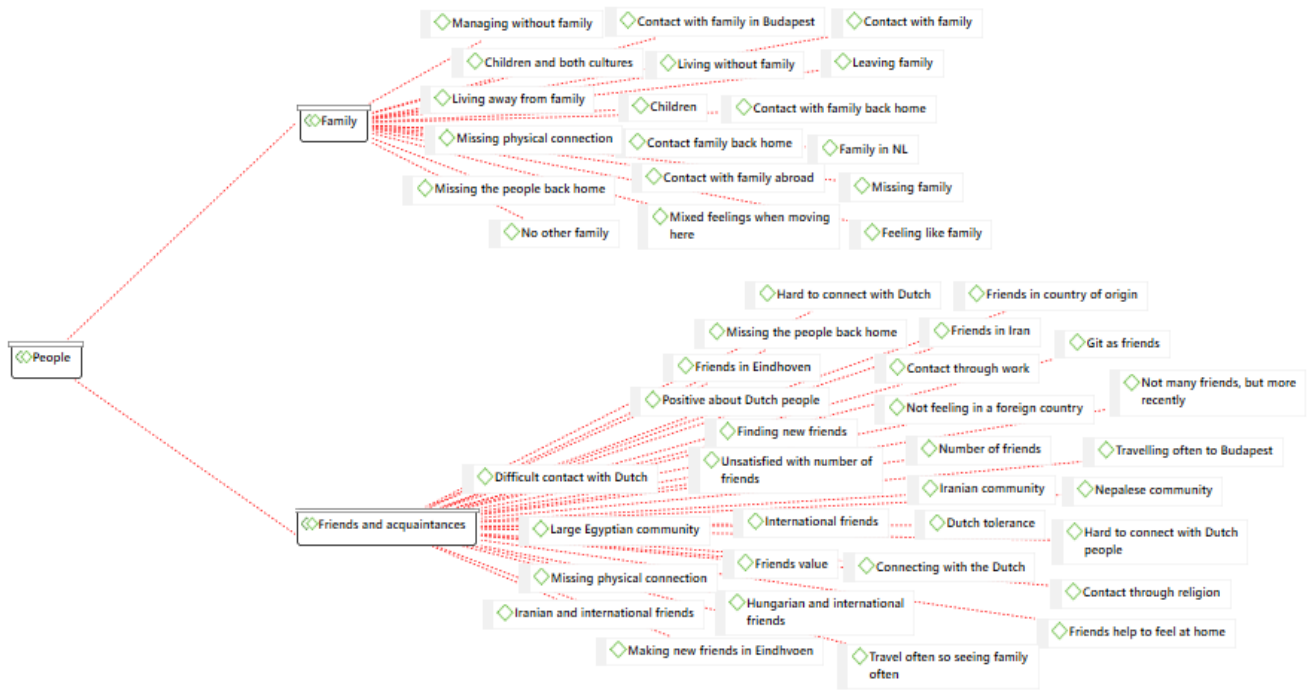 Managing without family
Contact with family in Budapest
Contact with family
Children and both cultures
Living without family
Leaving family
Living away from family
Children
Contact with family back home
Family
Missing physical connection
Contact family back home
Family in NL
Contact with family abroad
Missing family
Missing the people back home
Mixed feelings when moving
here
No other family
Feeling like family
Hard to connect with Dutch
Friends in country of origin
Missing the people back home
Friends in Iran
Git as friends
People
Friends in Eindhoven
Contact through work
Not many friends, but more
recently
Positive about Dutch people
Not feeling in a foreign country
Finding new friends
Number of friends
Travelling often to Budapest
Unsatisfied with number of
friends
Difficult contact with Dutch
Iranian community
Nepalese community
Friends and acquaintances
Large Egyptian community
International friends
Dutch tolerance
Hard to connect with Dutch
people
Friends value
Connecting with the Dutch
Missing physical connection
Contact through religion
Iranian and international friends
Hungarian and international
friends
Friends help to feel at home
Making new friends in Eindhvoen
Travel often so seeing family
often